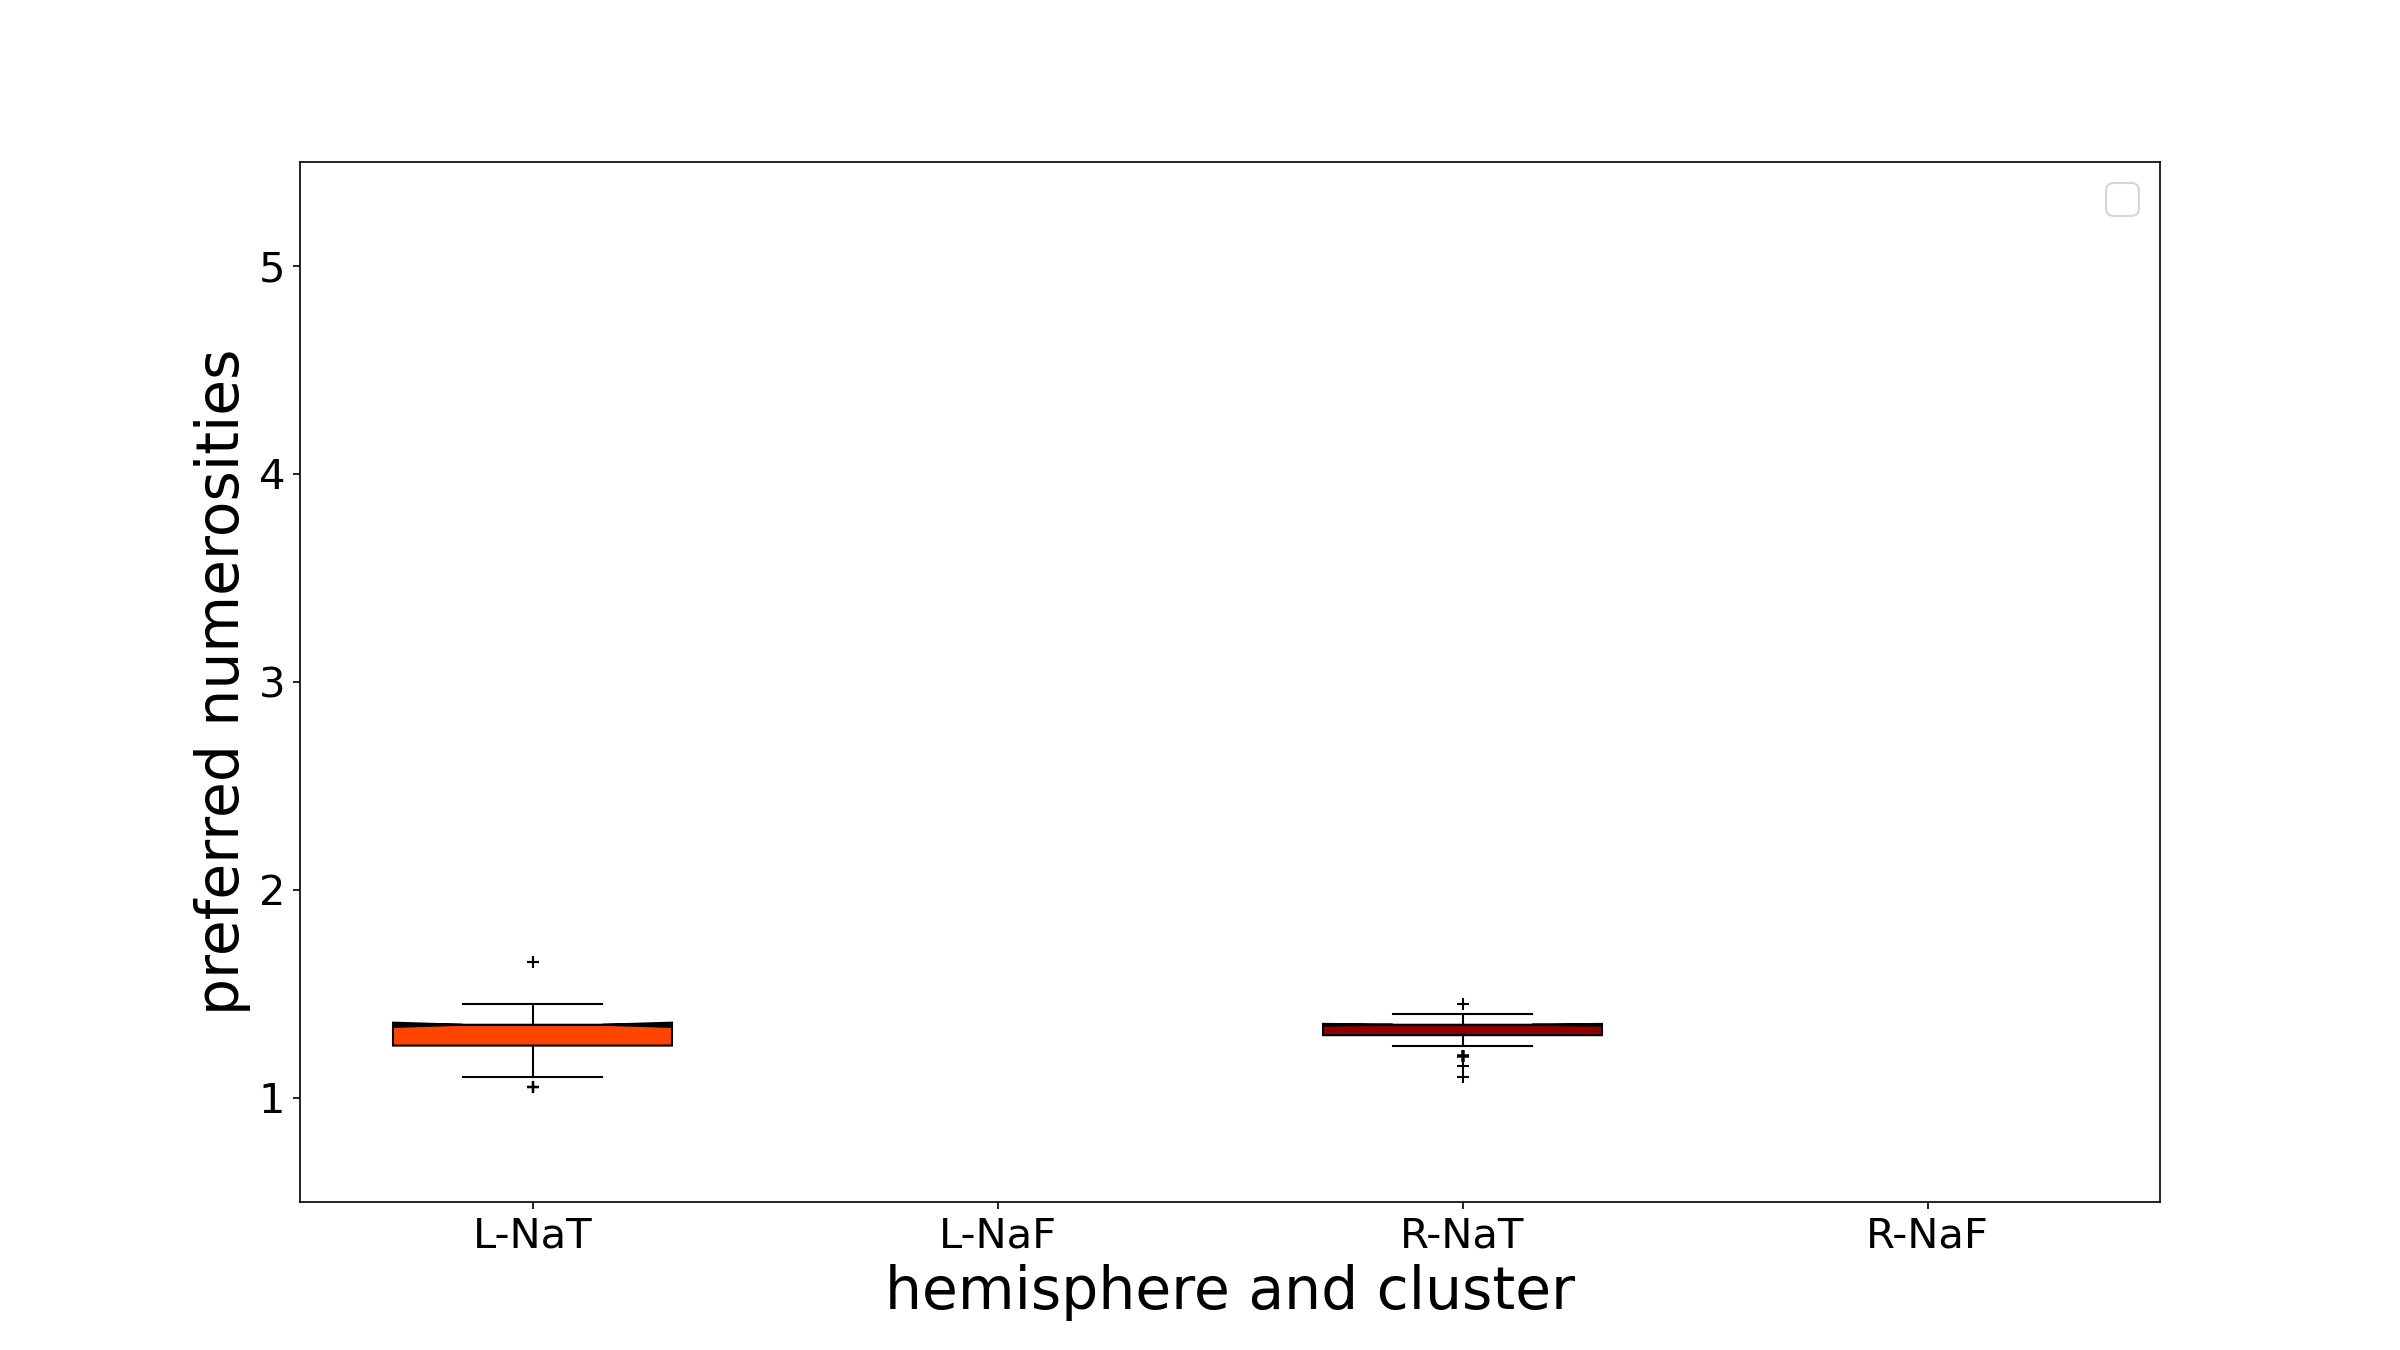 preferred numerosities
5
4
3
2
1
L-NaT
L-NaF
R-NaT
R-NaF
hemisphere and cluster